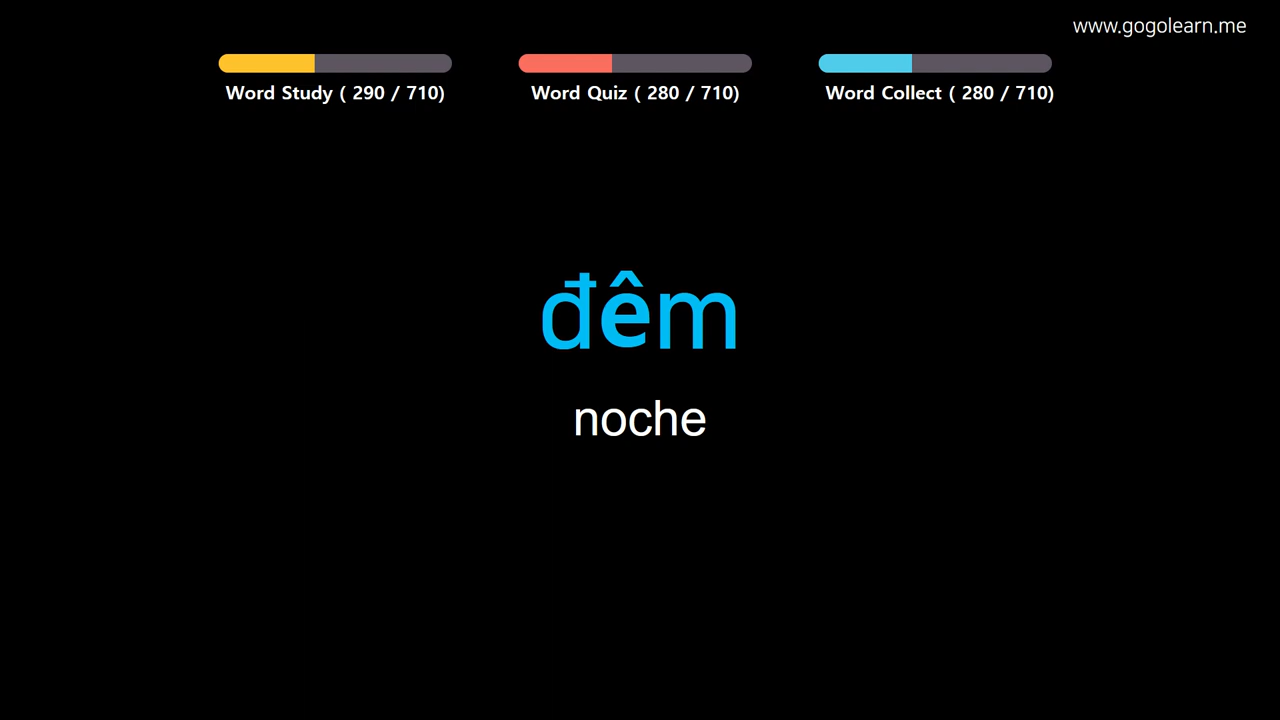 www.gogolearn.me
Word Study ( 290 / 710)
Word Quiz ( 280 / 710)
Word Collect ( 280 / 710)
đêm
noche